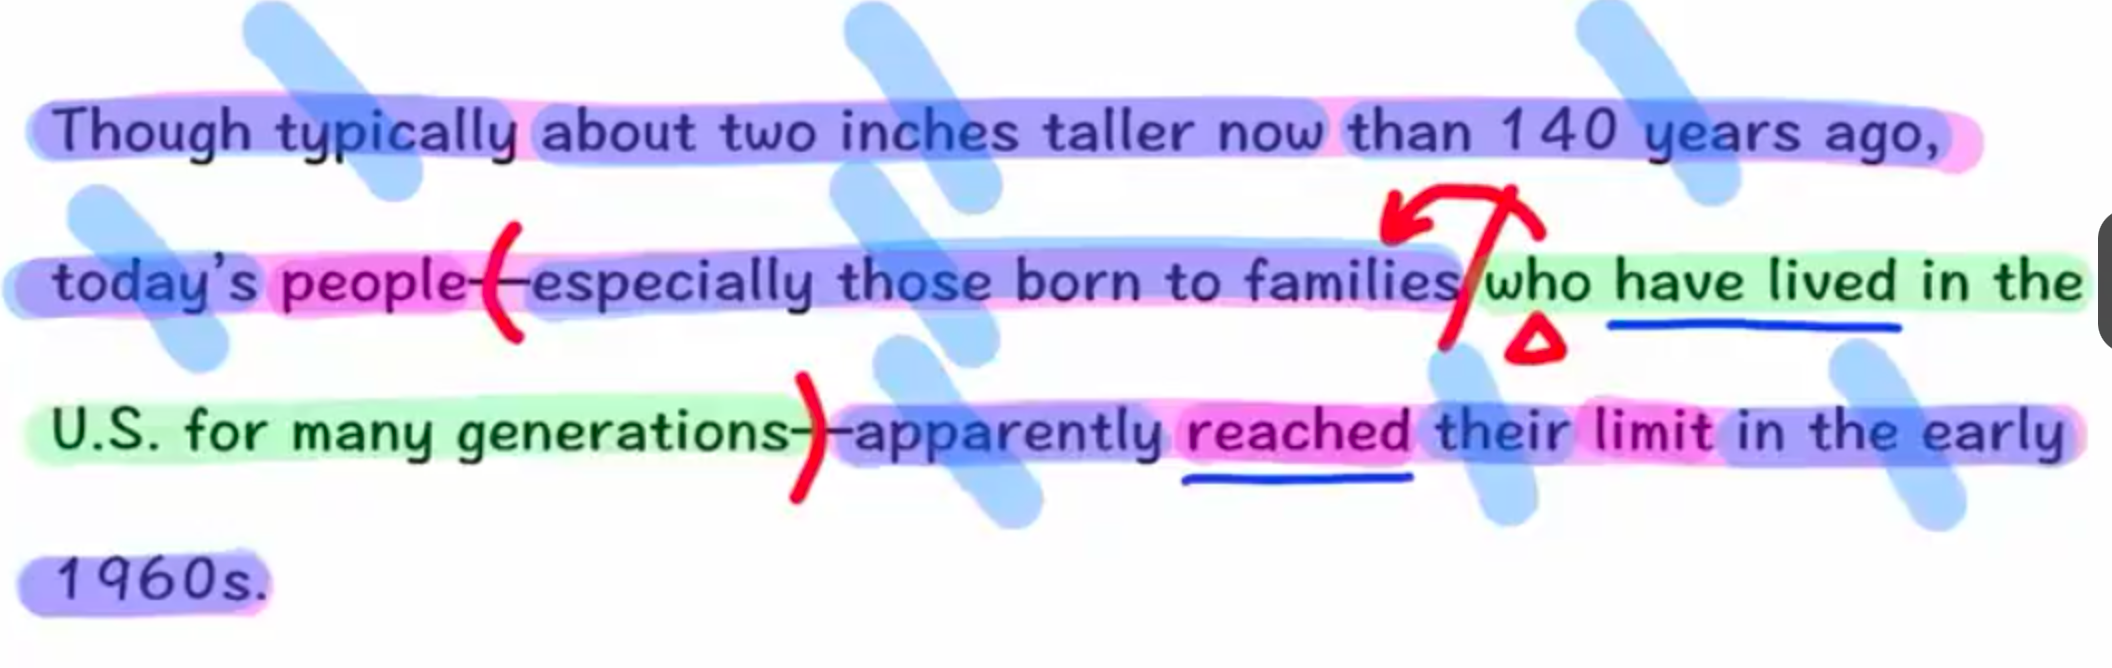 Though typically about two inches taller now than 140 years ago,
today's people—especially those born to families who have lived in the
U.S. for many generations—apparently reached their limit in the early
1960s.